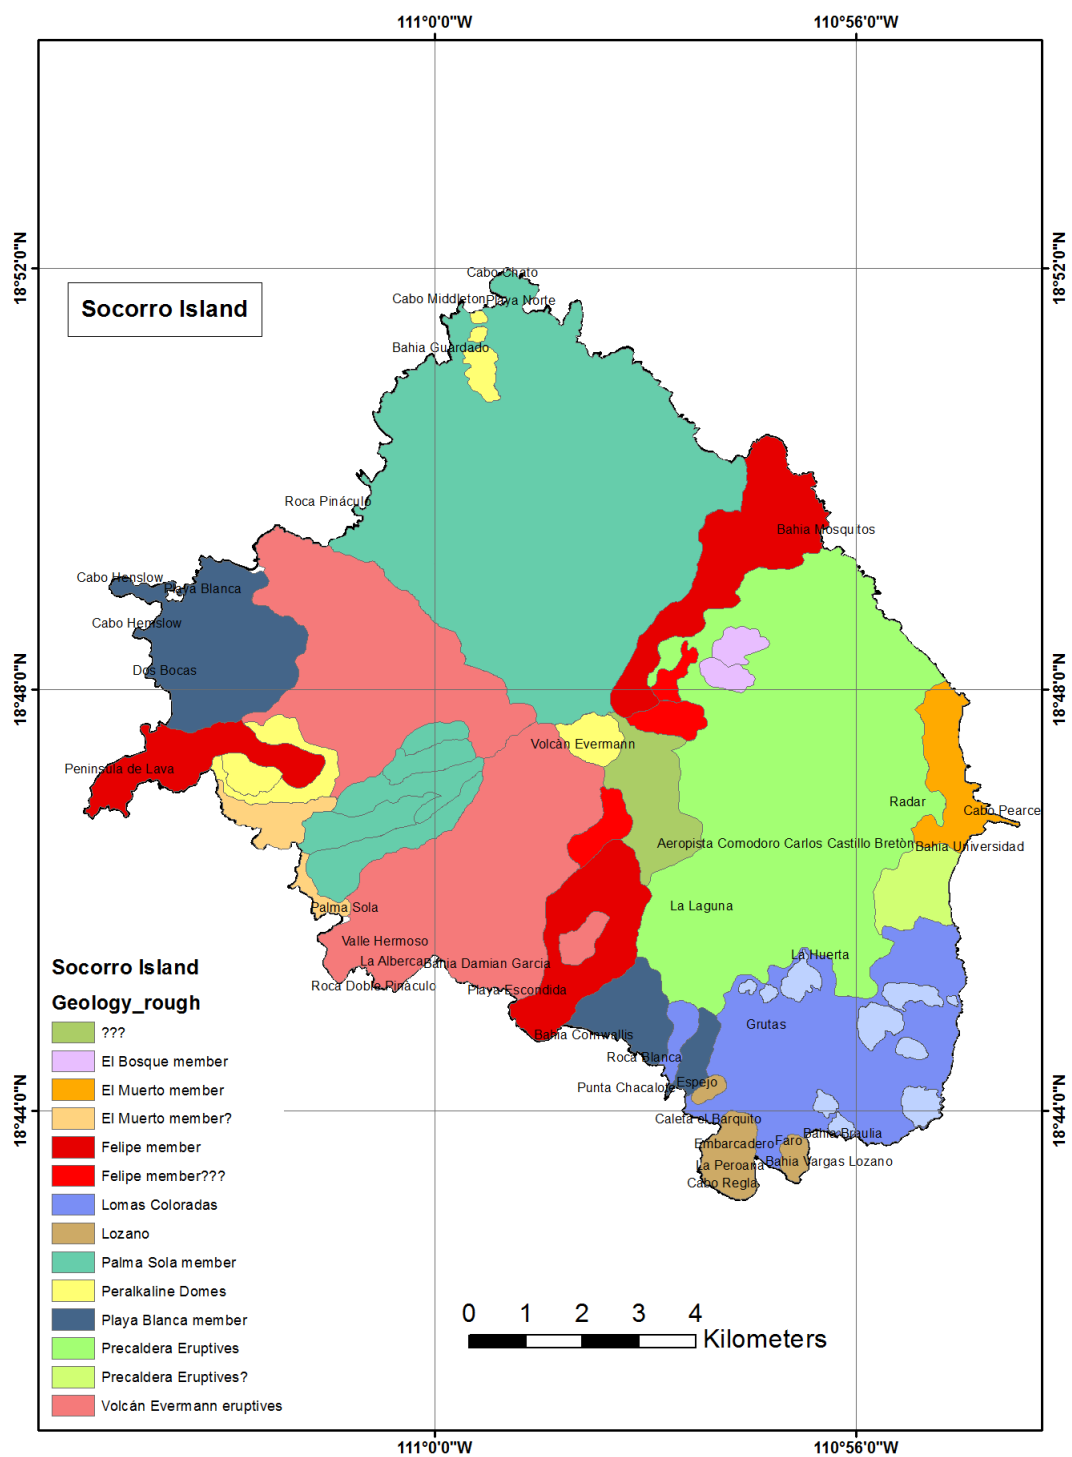 111°0'0"W
110°56'0"W
18°52'0"N
18°52'0"N
Cabo Chato
Cabo Middleton
Playa Norte
Socorro Island
Bahia Guardado
Roca Pináculo
Bahia Mosquitos
Cabo Henslow
Playa Blanca
Cabo Hemslow
Dos Bocas
18°48'0"N
18°48'0"N
Volcàn Evermann
Peninsula de Lava
Radar
Cabo Pearce
Aeropista Comodoro Carlos Castillo Bretòn
Bahia Universidad
La Laguna
Palma Sola
Valle Hermoso
La Alberca
Bahia Damian Garcia
La Huerta
Roca Doble Pinàculo
Playa Escondida
Grutas
Bahia Cornwallis
Roca Blanca
Espejo
Punta Chacalote
18°44'0"N
18°44'0"N
Caleta el Barquito
Bahia Braulia
Embarcadero
Faro
La Peroana
Bahia Vargas Lozano
Cabo Regla
Socorro Island
Geology_rough
???
El Bosque member
El Muerto member
El Muerto member?
Felipe member
Felipe member???
Lomas Coloradas
Lozano
Palma Sola member
Peralkaline Domes
Playa Blanca member
Precaldera Eruptives
Precaldera Eruptives?
Volcán Evermann eruptives
0 1 2 3 4
Kilometers
111°0'0"W
110°56'0"W